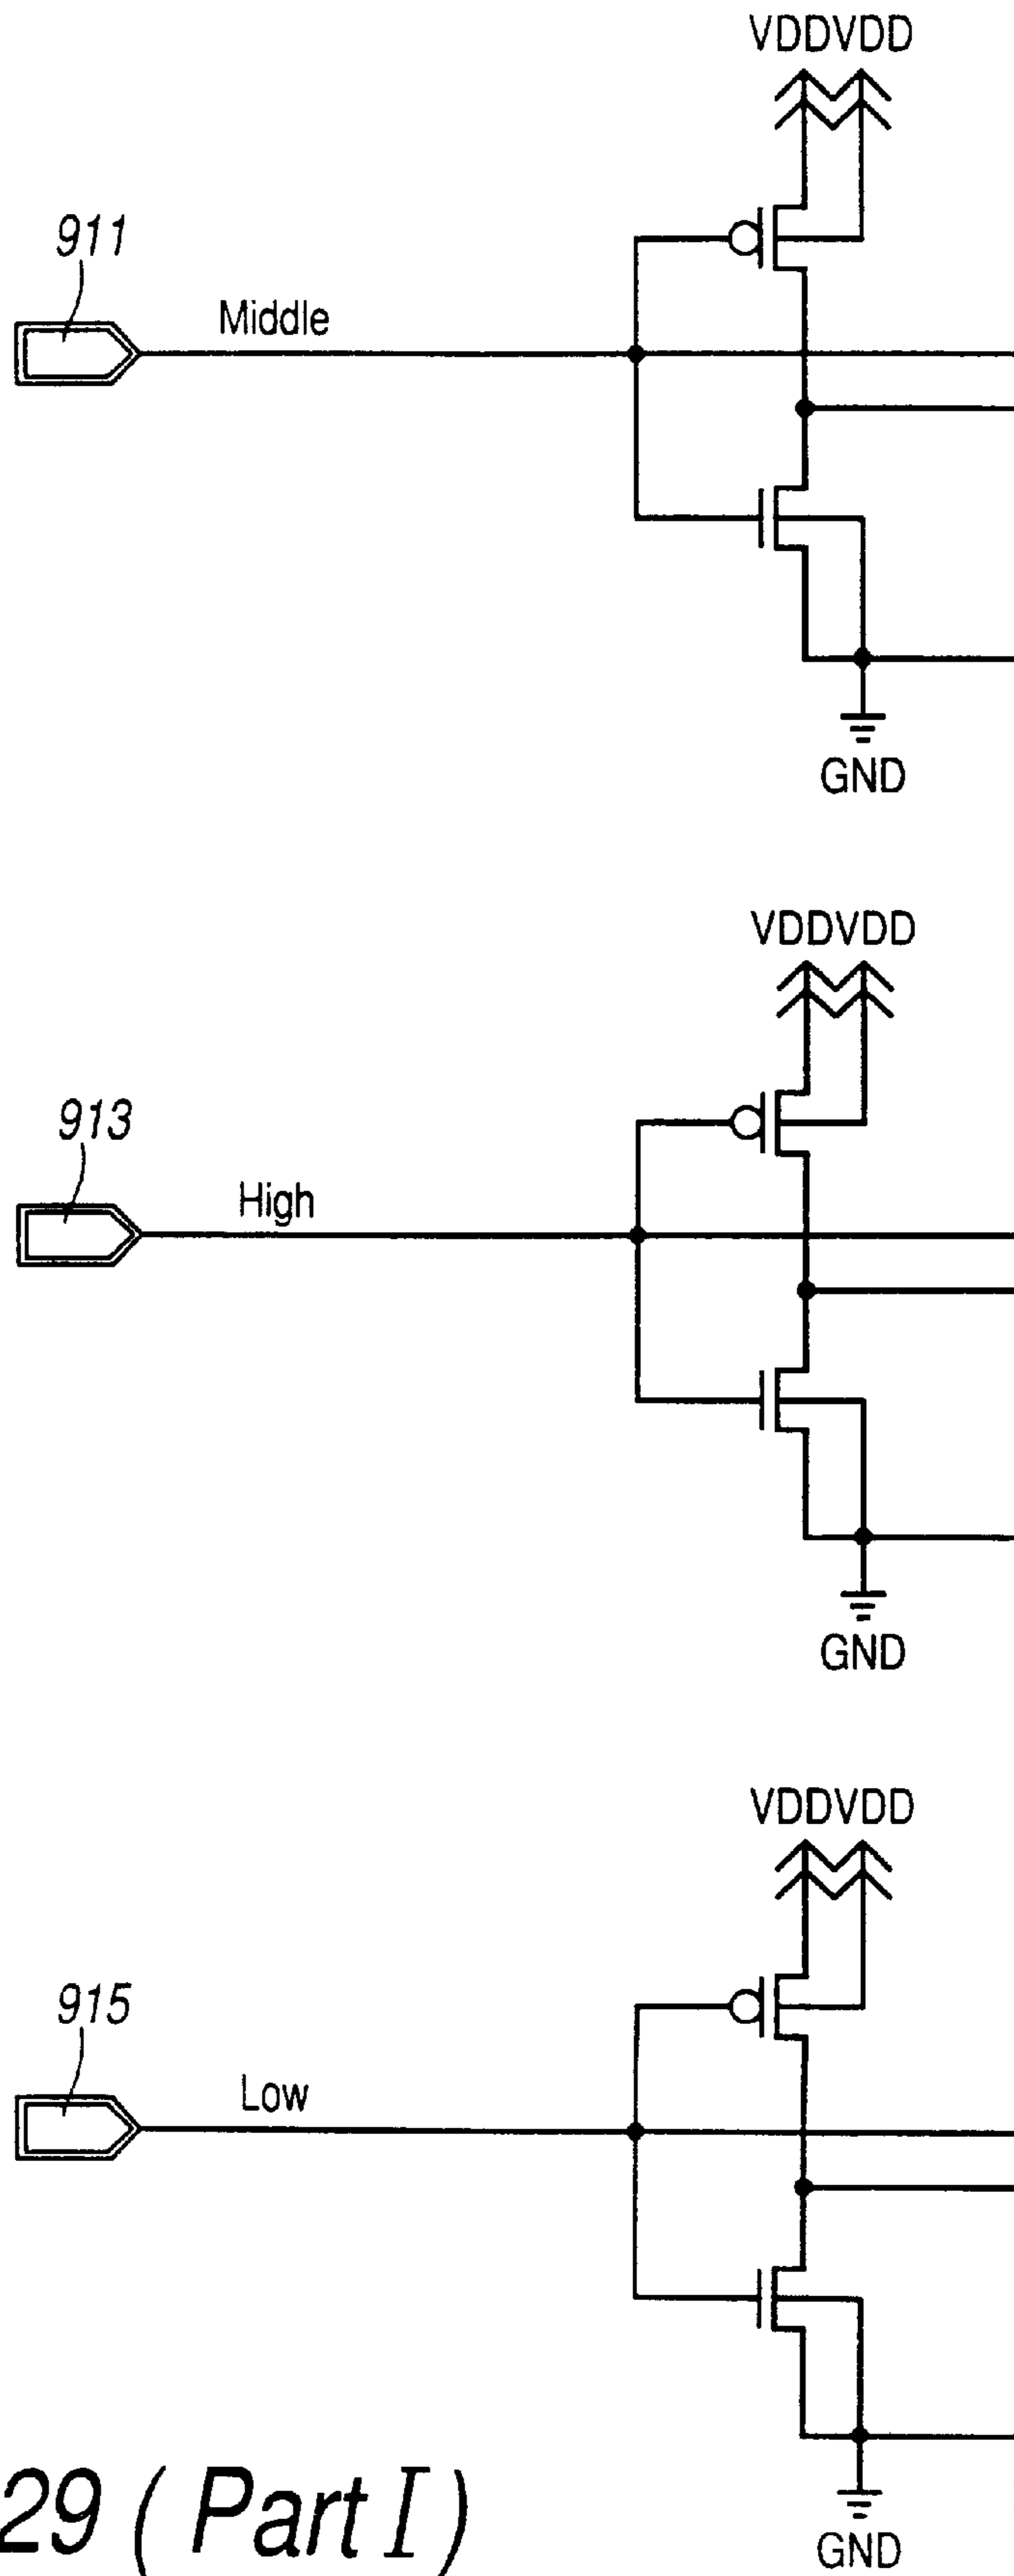 VDDVDD
911
Middle
GND
VDDVDD
913
High
GND
VDDVDD
915
Low
GND
29 ( Part I )